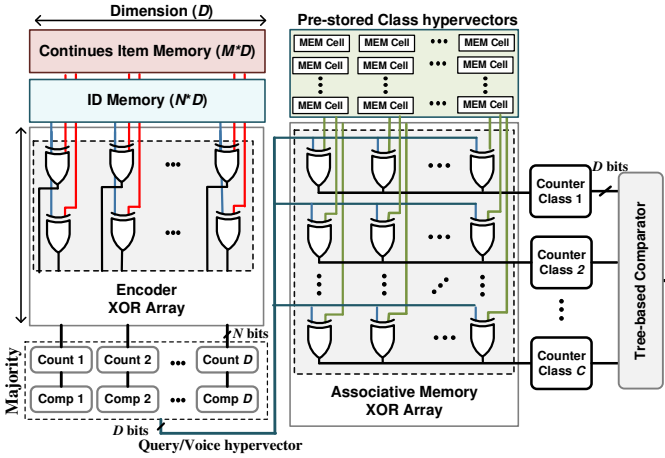 Dimension (D)
Continues Item Memory (M*D)
ID Memory (N*D)
Encoder
XOR Array
N bits
Majority
Count 1
Count 2
Count D
Comp 1
Comp 2
Comp D
D bits
Query/Voice hypervector
Pre-stored Class hypervectors
MEM Cell MEM Cell MEM Cell
MEM Cell MEM Cell MEM Cell
MEM Cell MEM Cell MEM Cell
Associative Memory
XOR Array
Counter
Class 1
Counter
Class 2
Counter
Class C
D bits
Tree-based Comparator